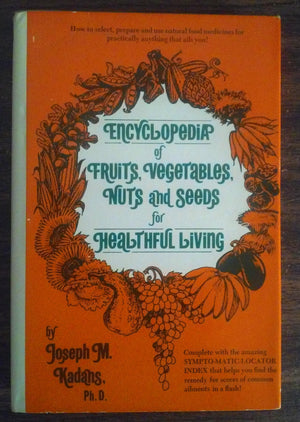 How to select, prepare and use natural food medicines for
practically anything that ails you!
Encyclopedia
of
Fruits, Vegetables,
Nuts and Seeds
for
Healthful Living
by
Joseph M.
Kadans,
Ph. D.
Complete with the amazing
SYMPTO-MATIC-LOCATOR
INDEX that helps you find the
remedy for scores of common
ailments in a flash!